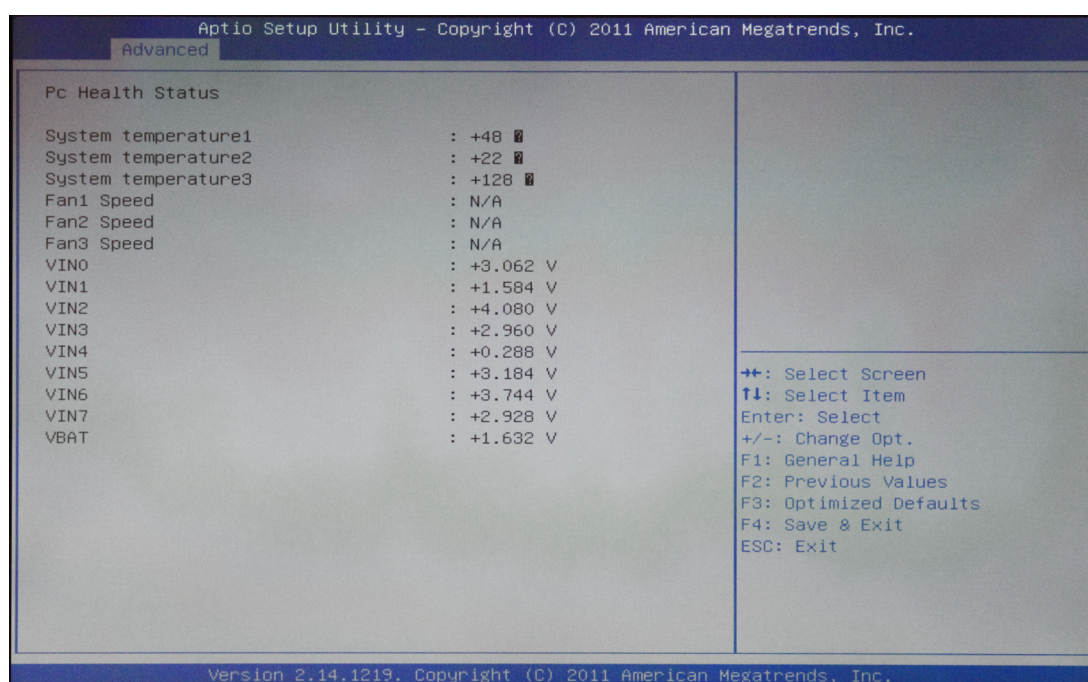 Aptio Setup Utility – Copyright (C) 2011 American Megatrends, Inc.
Advanced
Pc Health Status
System temperature1 : +48 �
System temperature2 : +22 �
System temperature3 : +128 �
Fan1 Speed : N/A
Fan2 Speed : N/A
Fan3 Speed : N/A
VIN0 : +3.062 V
VIN1 : +1.584 V
VIN2 : +4.080 V
VIN3 : +2.960 V
VIN4 : +0.288 V
VIN5 : +3.184 V
VIN6 : +3.744 V
VIN7 : +2.928 V
VBAT : +1.632 V
→←: Select Screen
↑↓: Select Item
Enter: Select
+/-: Change Opt.
F1: General Help
F2: Previous Values
F3: Optimized Defaults
F4: Save & Exit
ESC: Exit
Version 2.14.1219. Copyright (C) 2011 American Megatrends, Inc.